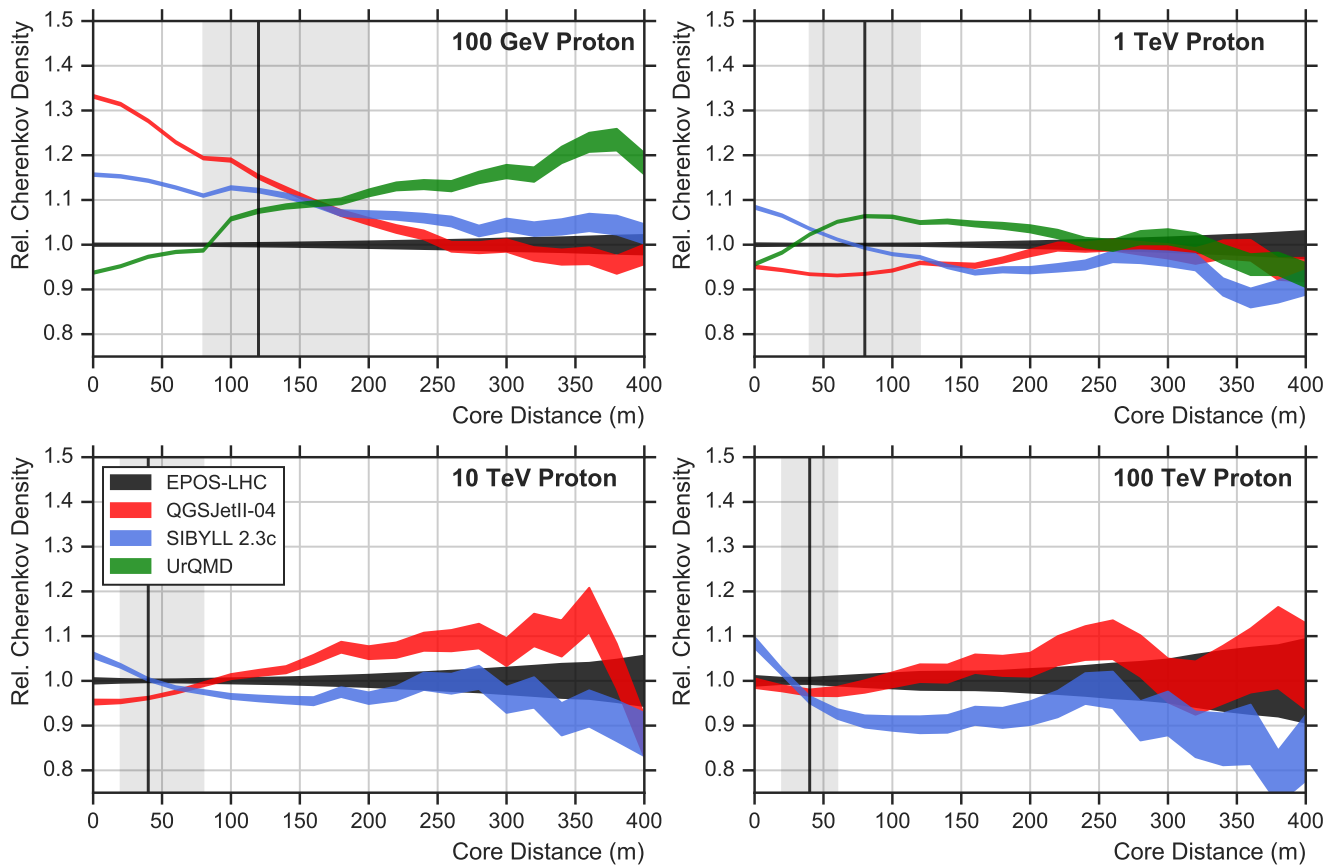 100 GeV Proton
Rel. Cherenkov Density
1.5
1.4
1.3
1.2
1.1
1.0
0.9
0.8
0 50 100 150 200 250 300 350 400
Core Distance (m)
1 TeV Proton
Rel. Cherenkov Density
1.5
1.4
1.3
1.2
1.1
1.0
0.9
0.8
0 50 100 150 200 250 300 350 400
Core Distance (m)
10 TeV Proton
EPOS-LHC
QGSJetII-04
SIBYLL 2.3c
UrQMD
Rel. Cherenkov Density
1.5
1.4
1.3
1.2
1.1
1.0
0.9
0.8
0 50 100 150 200 250 300 350 400
Core Distance (m)
100 TeV Proton
Rel. Cherenkov Density
1.5
1.4
1.3
1.2
1.1
1.0
0.9
0.8
0 50 100 150 200 250 300 350 400
Core Distance (m)